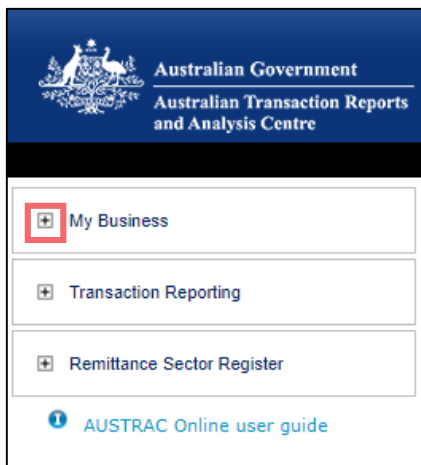 Australian Government
Australian Transaction Reports
and Analysis Centre
My Business
Transaction Reporting
Remittance Sector Register
AUSTRAC Online user guide